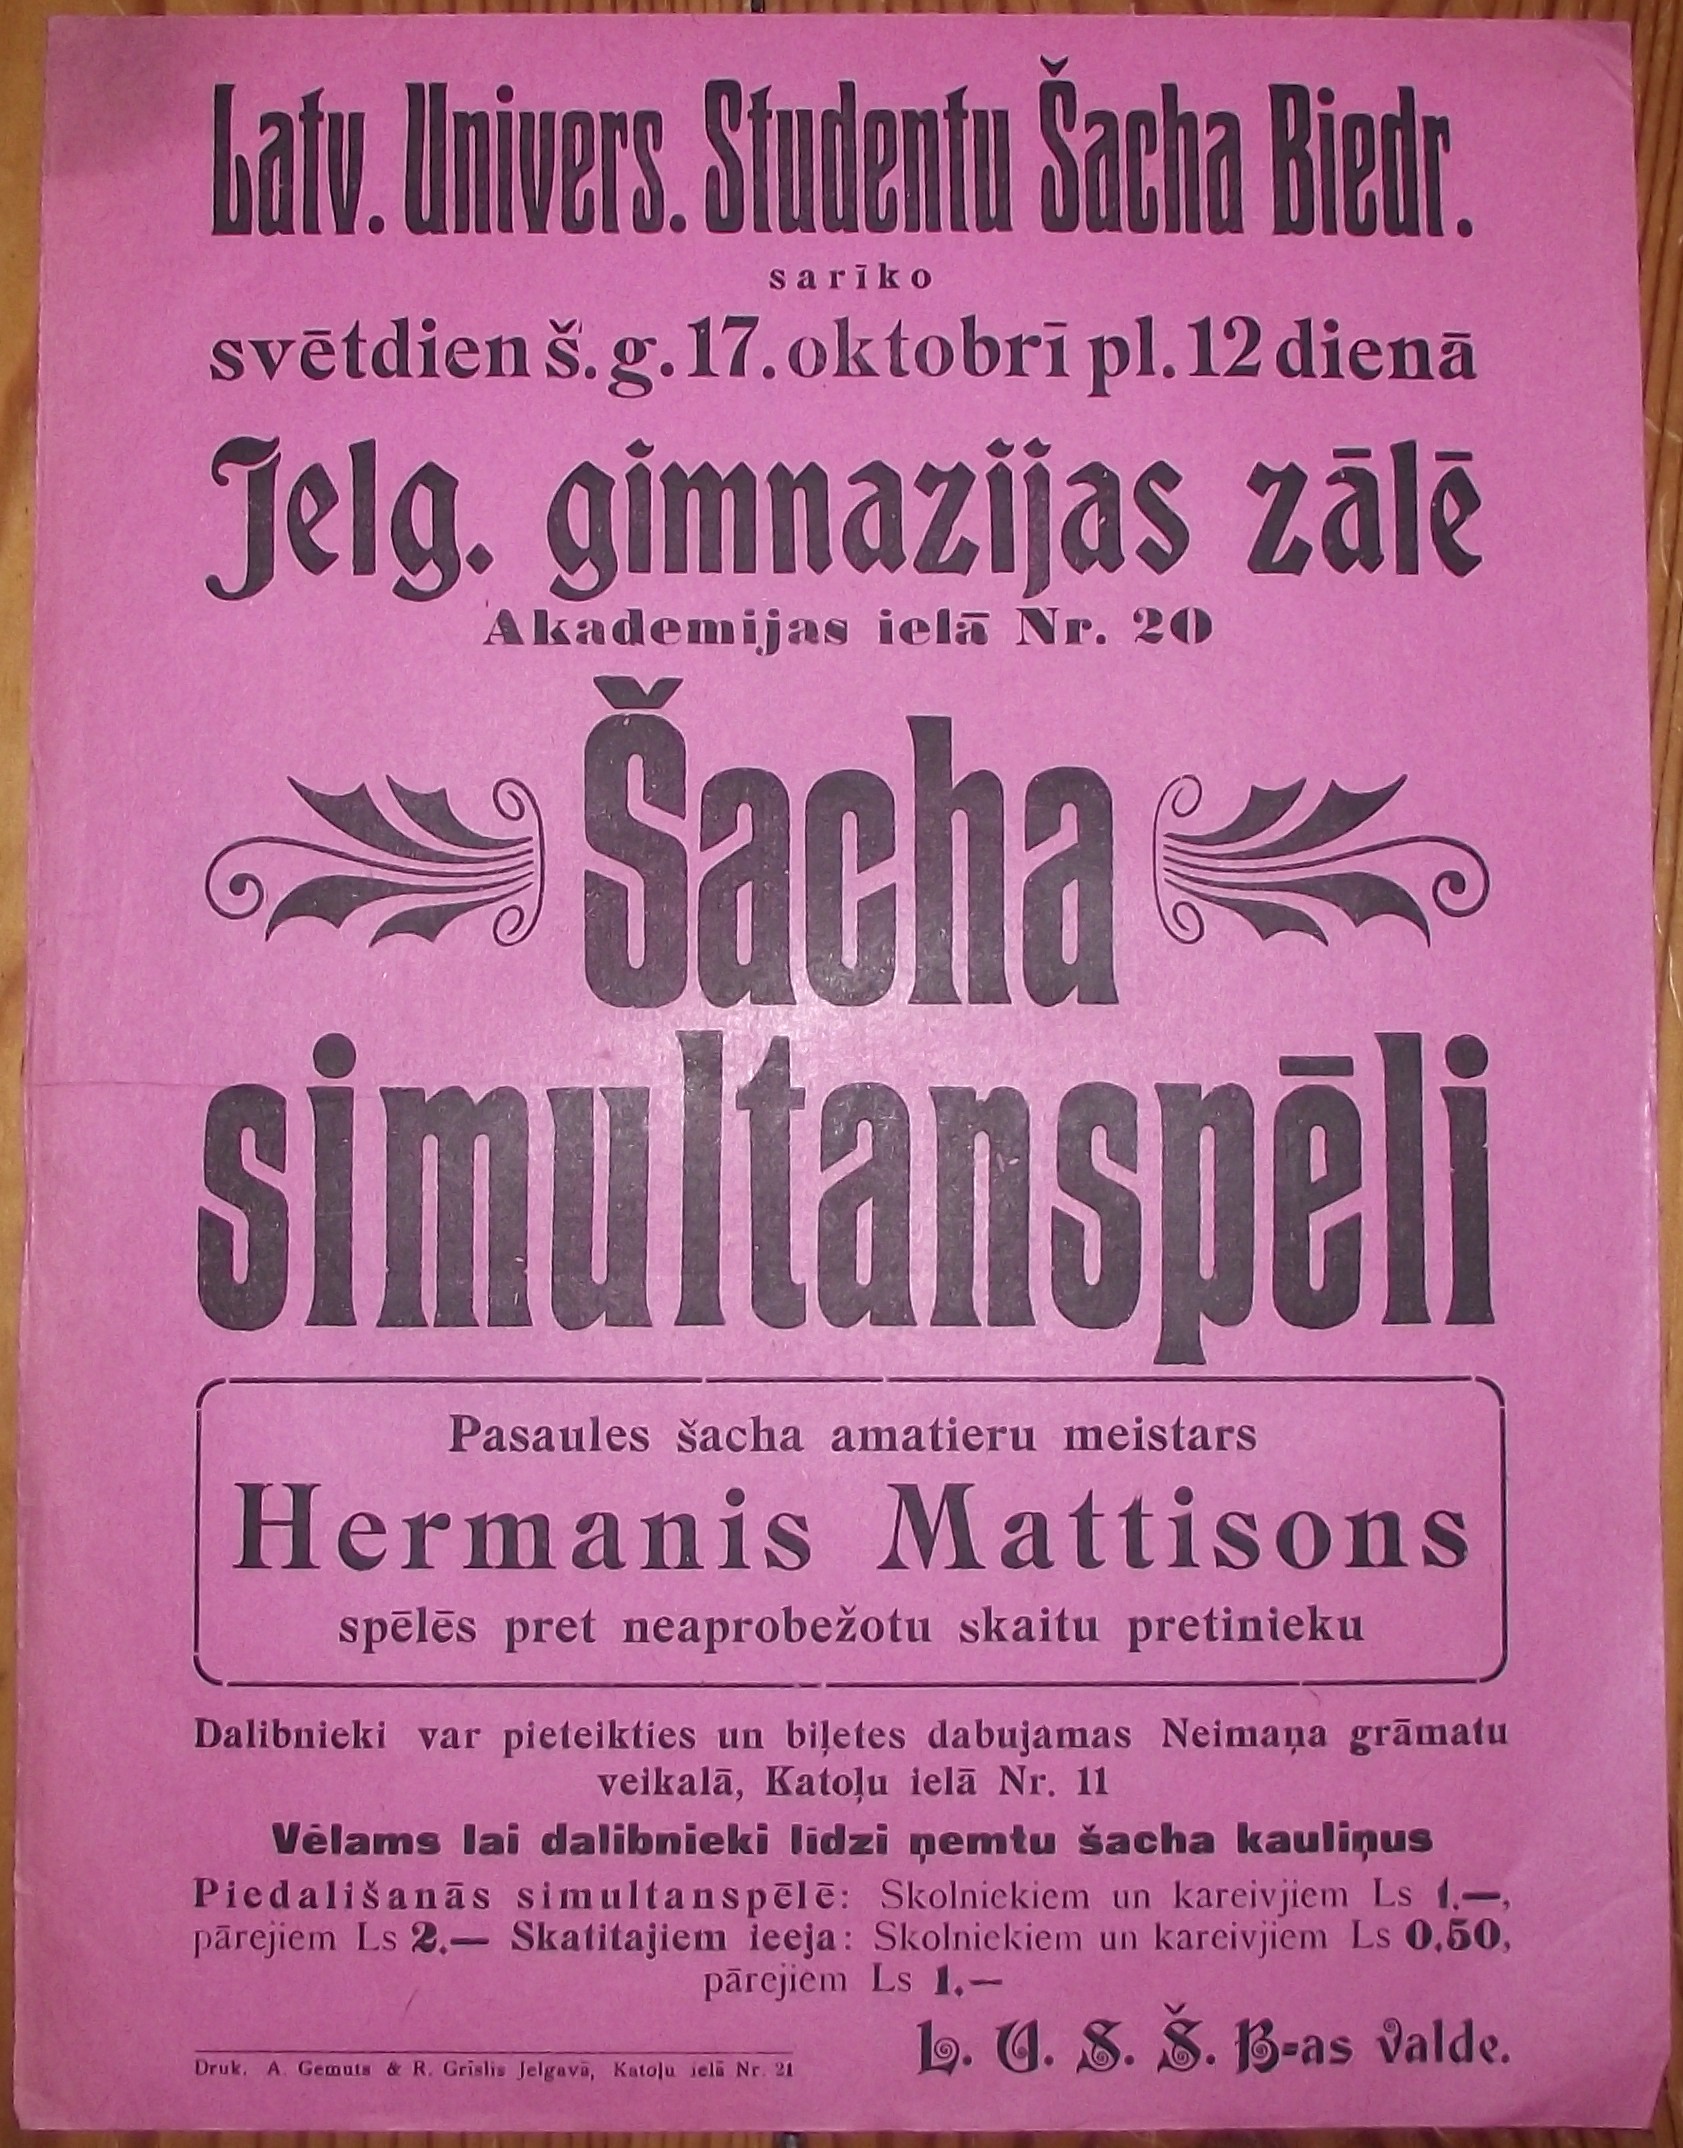 Latv. Univers. Studentu Šacha Biedr.
sarīko
svētdien š. g. 17. oktobrī pl. 12 dienā
Jelg. gimnazijas zālē
Akademijas ielā Nr. 20
Šacha
simultanspēli
Pasaules šacha amatieru meistars
Hermanis Mattisons
spēlēs pret neaprobežotu skaitu pretinieku
Dalibnieki var pieteikties un biļetes dabujamas Neimaņa grāmatu
veikalā, Katoļu ielā Nr. 11
Vēlams lai dalibnieki līdzi ņemtu šacha kauliņus
Piedališanās simultanspēlē: Skolniekiem un kareivjiem Ls 1.—,
pārejiem Ls 2.— Skatitajiem ieeja: Skolniekiem un kareivjiem Ls 0,50,
pārejiem Ls 1.—
L. U. S. Š. B-as valde.
Druk. A. Gemuts & R. Grīslis Jelgavā, Katoļu ielā Nr. 21